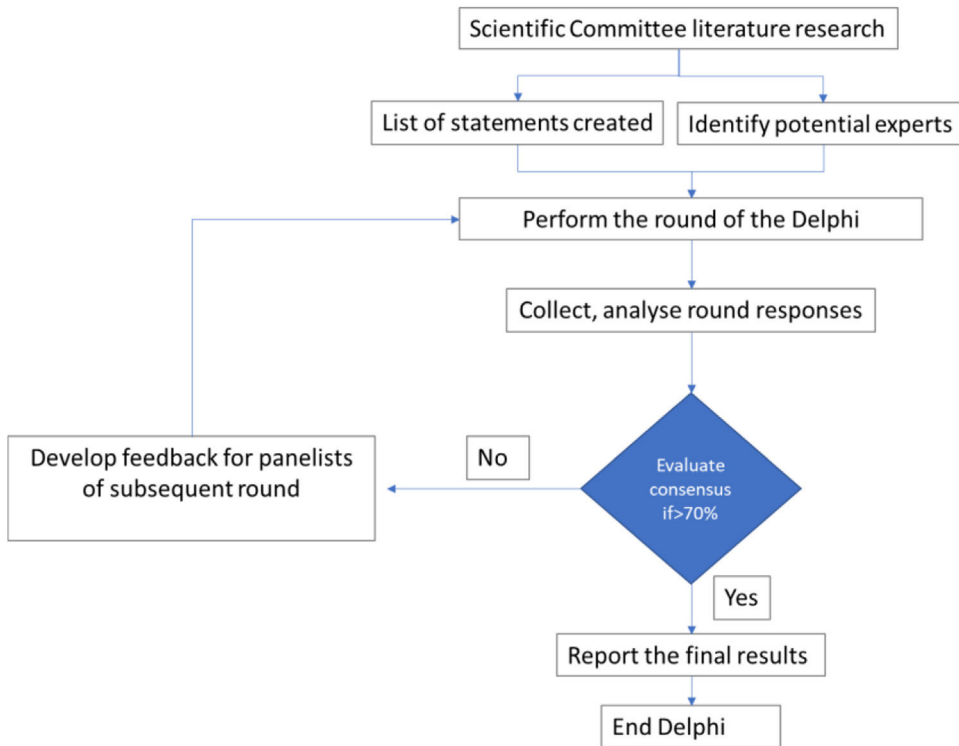 Scientific Committee literature research
List of statements created
Identify potential experts
Perform the round of the Delphi
Collect, analyse round responses
Evaluate
consensus
if>70%
No
Develop feedback for panelists
of subsequent round
Yes
Report the final results
End Delphi